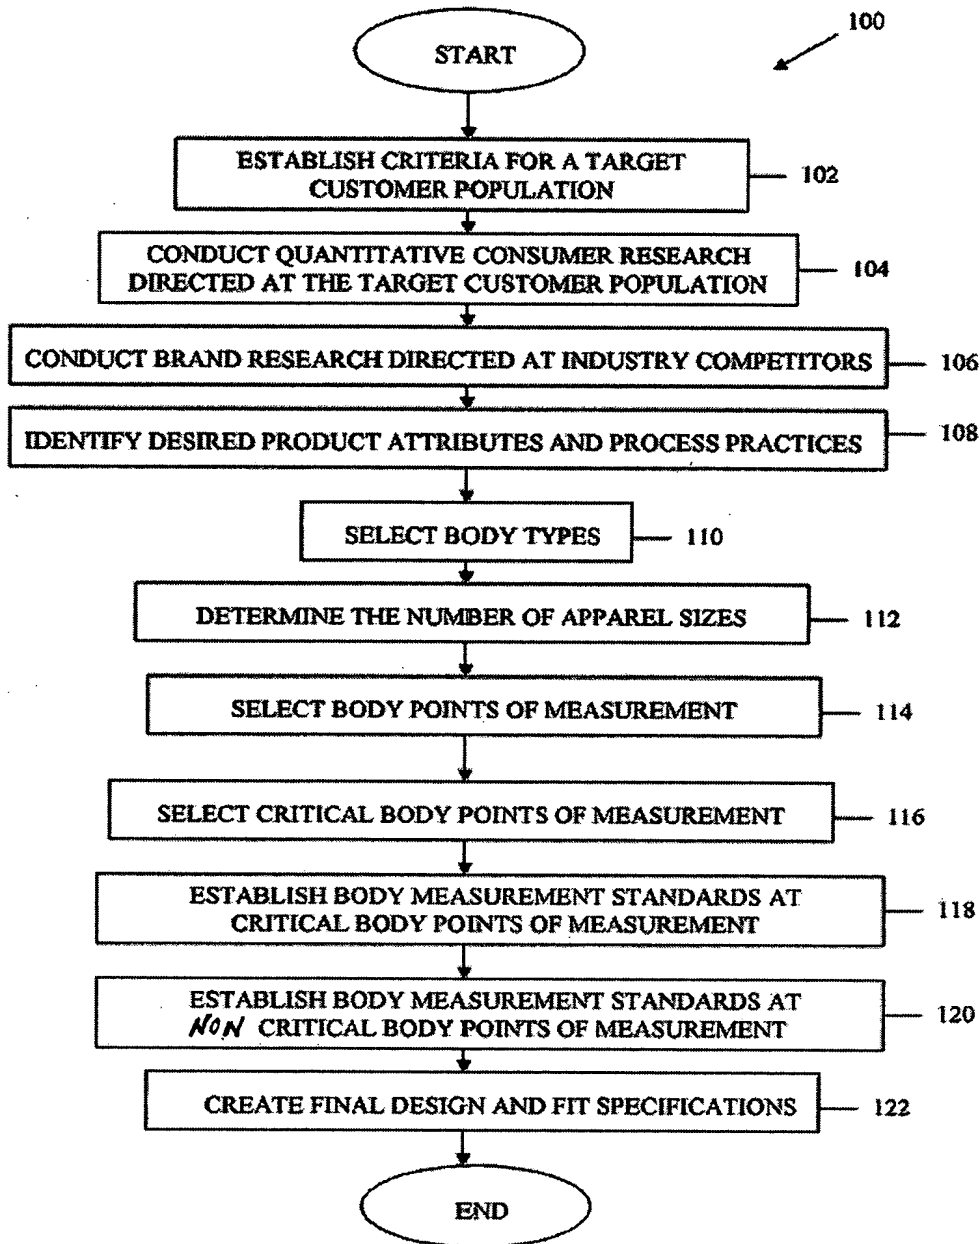 100
START
ESTABLISH CRITERIA FOR A TARGET
CUSTOMER POPULATION
102
CONDUCT QUANTITATIVE CONSUMER RESEARCH
DIRECTED AT THE TARGET CUSTOMER POPULATION
104
CONDUCT BRAND RESEARCH DIRECTED AT INDUSTRY COMPETITORS
106
IDENTIFY DESIRED PRODUCT ATTRIBUTES AND PROCESS PRACTICES
108
SELECT BODY TYPES
110
DETERMINE THE NUMBER OF APPAREL SIZES
112
SELECT BODY POINTS OF MEASUREMENT
114
SELECT CRITICAL BODY POINTS OF MEASUREMENT
116
ESTABLISH BODY MEASUREMENT STANDARDS AT
CRITICAL BODY POINTS OF MEASUREMENT
118
ESTABLISH BODY MEASUREMENT STANDARDS AT
NON CRITICAL BODY POINTS OF MEASUREMENT
120
CREATE FINAL DESIGN AND FIT SPECIFICATIONS
122
END